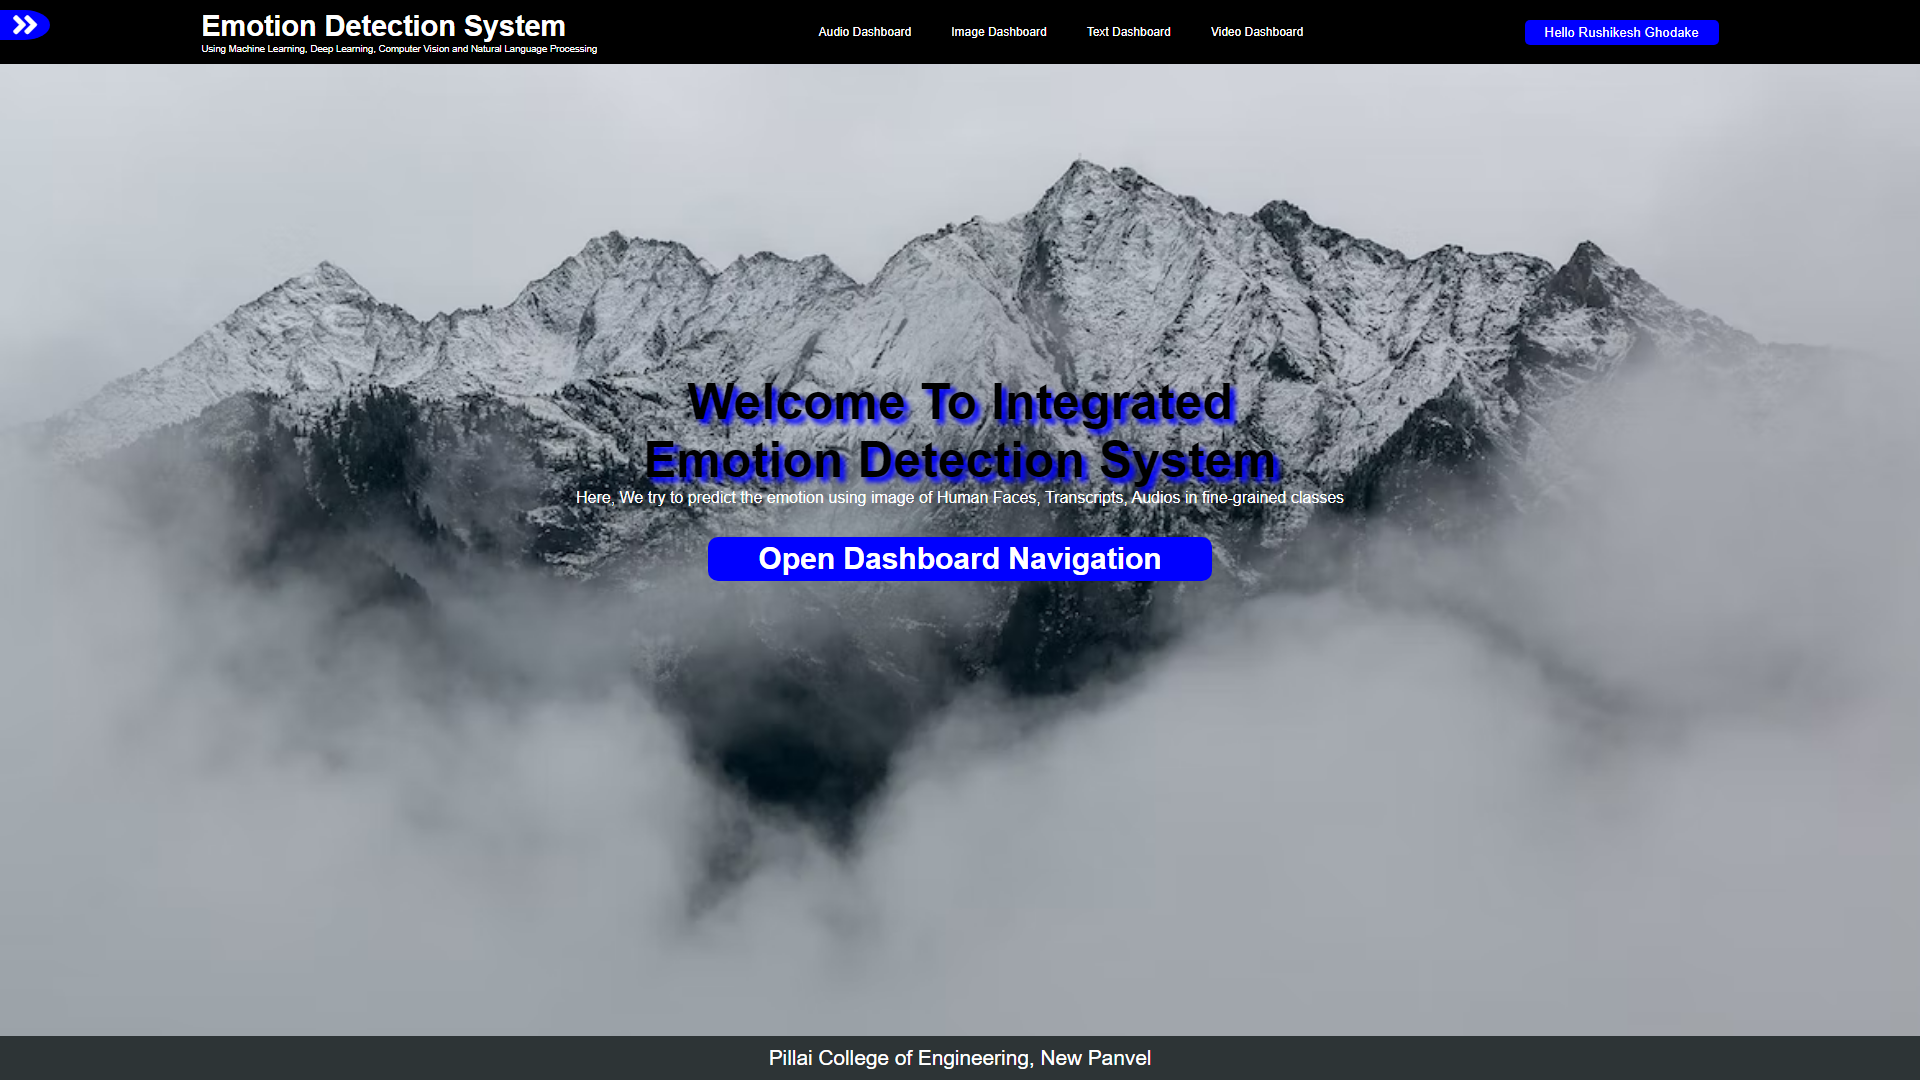 Emotion Detection System
Using Machine Learning, Deep Learning, Computer Vision and Natural Language Processing
Audio Dashboard
Image Dashboard
Text Dashboard
Video Dashboard
Hello Rushikesh Ghodake
Welcome To Integrated
Emotion Detection System
Here, We try to predict the emotion using image of Human Faces, Transcripts, Audios in fine-grained classes
Open Dashboard Navigation
Pillai College of Engineering, New Panvel